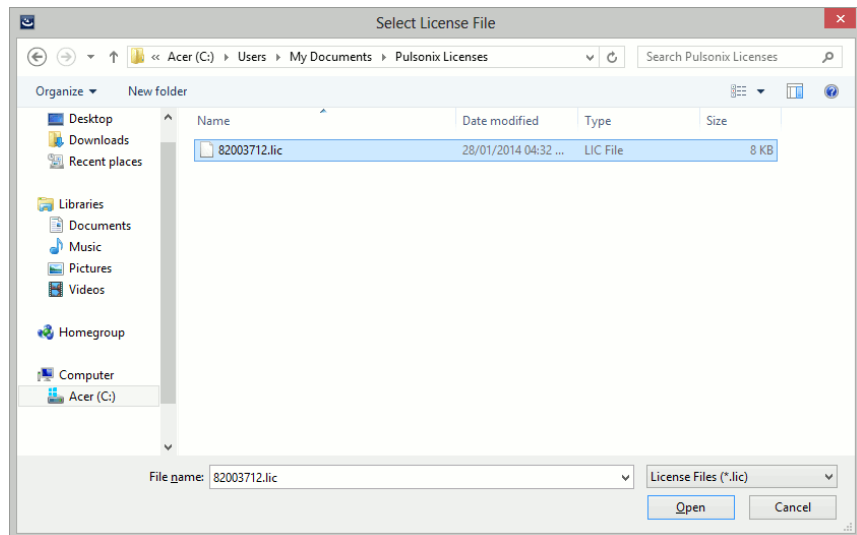 Select License File
« Acer (C:) Users My Documents Pulsonix Licenses
Search Pulsonix Licenses
Organize New folder
Name Date modified Type Size
82003712.lic 28/01/2014 04:32 ... LIC File 8 KB
Desktop
Downloads
Recent places
Libraries
Documents
Music
Pictures
Videos
Homegroup
Computer
Acer (C:)
File name: 82003712.lic License Files (*.lic)
Open Cancel